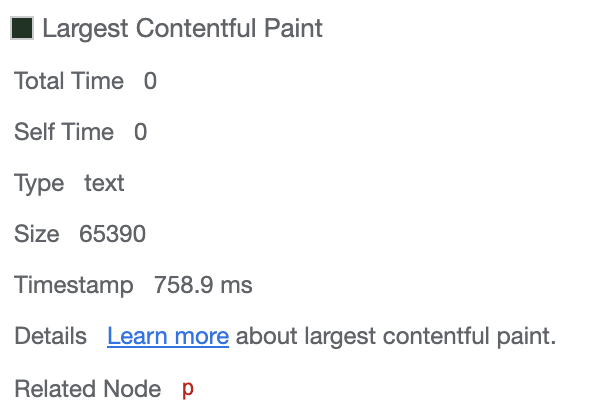 Largest Contentful Paint
Total Time 0
Self Time 0
Type text
Size 65390
Timestamp 758.9 ms
Details Learn more about largest contentful paint.
Related Node p